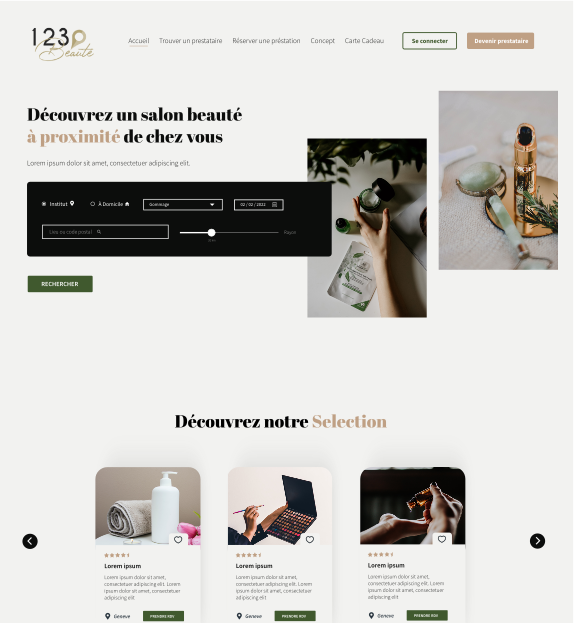 123
Beauté
Accueil Trouver un prestataire Réserver une préstation Concept Carte Cadeau Se connecter Devenir prestataire
Découvrez un salon beauté
à proximité de chez vous
Lorem ipsum dolor sit amet, consectetuer adipiscing elit.
Institut À Domicile Gommage 02 / 02 / 2022
Lieu ou code postal Rayon
RECHERCHER
Découvrez notre Selection
Lorem ipsum
Lorem ipsum dolor sit amet,
consectetuer adipiscing elit. Lorem
ipsum dolor sit amet, consectetuer
adipiscing elit
Geneve PRENDRE RDV
Lorem ipsum
Lorem ipsum dolor sit amet,
consectetuer adipiscing elit. Lorem
ipsum dolor sit amet, consectetuer
adipiscing elit
Geneve PRENDRE RDV
Lorem ipsum
Lorem ipsum dolor sit amet,
consectetuer adipiscing elit. Lorem
ipsum dolor sit amet, consectetuer
adipiscing elit
Geneve PRENDRE RDV